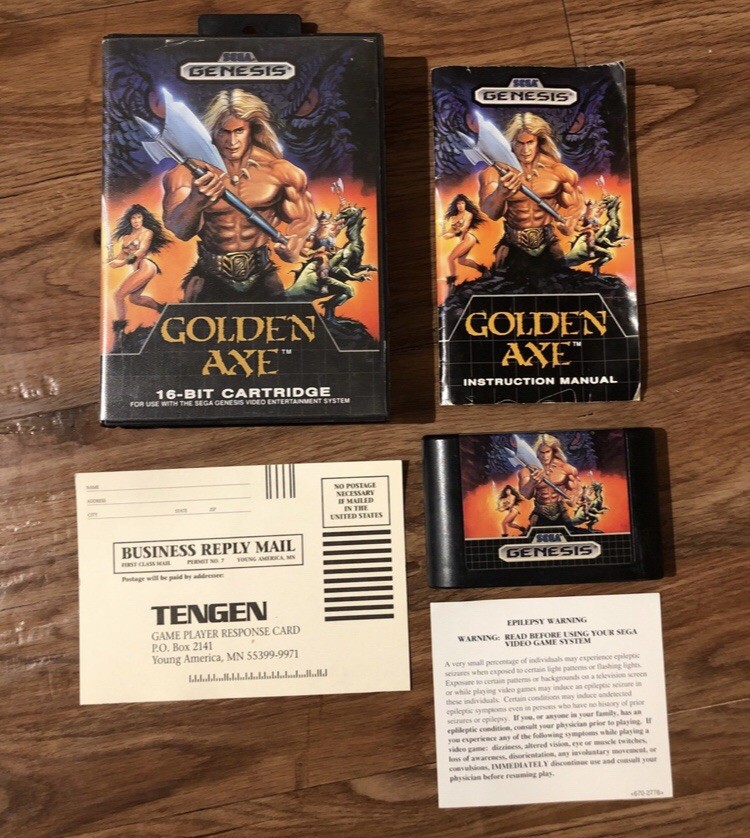 SEGA
GENESIS
GOLDEN
AXE™
16-BIT CARTRIDGE
FOR USE WITH THE SEGA GENESIS VIDEO ENTERTAINMENT SYSTEM
SEGA
GENESIS
GOLDEN
AXE™
INSTRUCTION MANUAL
NAME
ADDRESS
CITY STATE ZIP
NO POSTAGE
NECESSARY
IF MAILED
IN THE
UNITED STATES
BUSINESS REPLY MAIL
FIRST CLASS MAIL PERMIT NO. 7 YOUNG AMERICA, MN
Postage will be paid by addressee:
TENGEN
GAME PLAYER RESPONSE CARD
P.O. Box 2141
Young America, MN 55399-9971
SEGA
GENESIS
EPILEPSY WARNING
WARNING: READ BEFORE USING YOUR SEGA
VIDEO GAME SYSTEM
A very small percentage of individuals may experience epileptic
seizures when exposed to certain light patterns or flashing lights.
Exposure to certain patterns or backgrounds on a television screen
or while playing video games may induce an epileptic seizure in
these individuals. Certain conditions may induce undetected
epileptic symptoms even in persons who have no history of prior
seizures or epilepsy. If you, or anyone in your family, has an
epileptic condition, consult your physician prior to playing. If
you experience any of the following symptoms while playing a
video game: dizziness, altered vision, eye or muscle twitches,
loss of awareness, disorientation, any involuntary movement, or
convulsions, IMMEDIATELY discontinue use and consult your
physician before resuming play.
<670-2778>